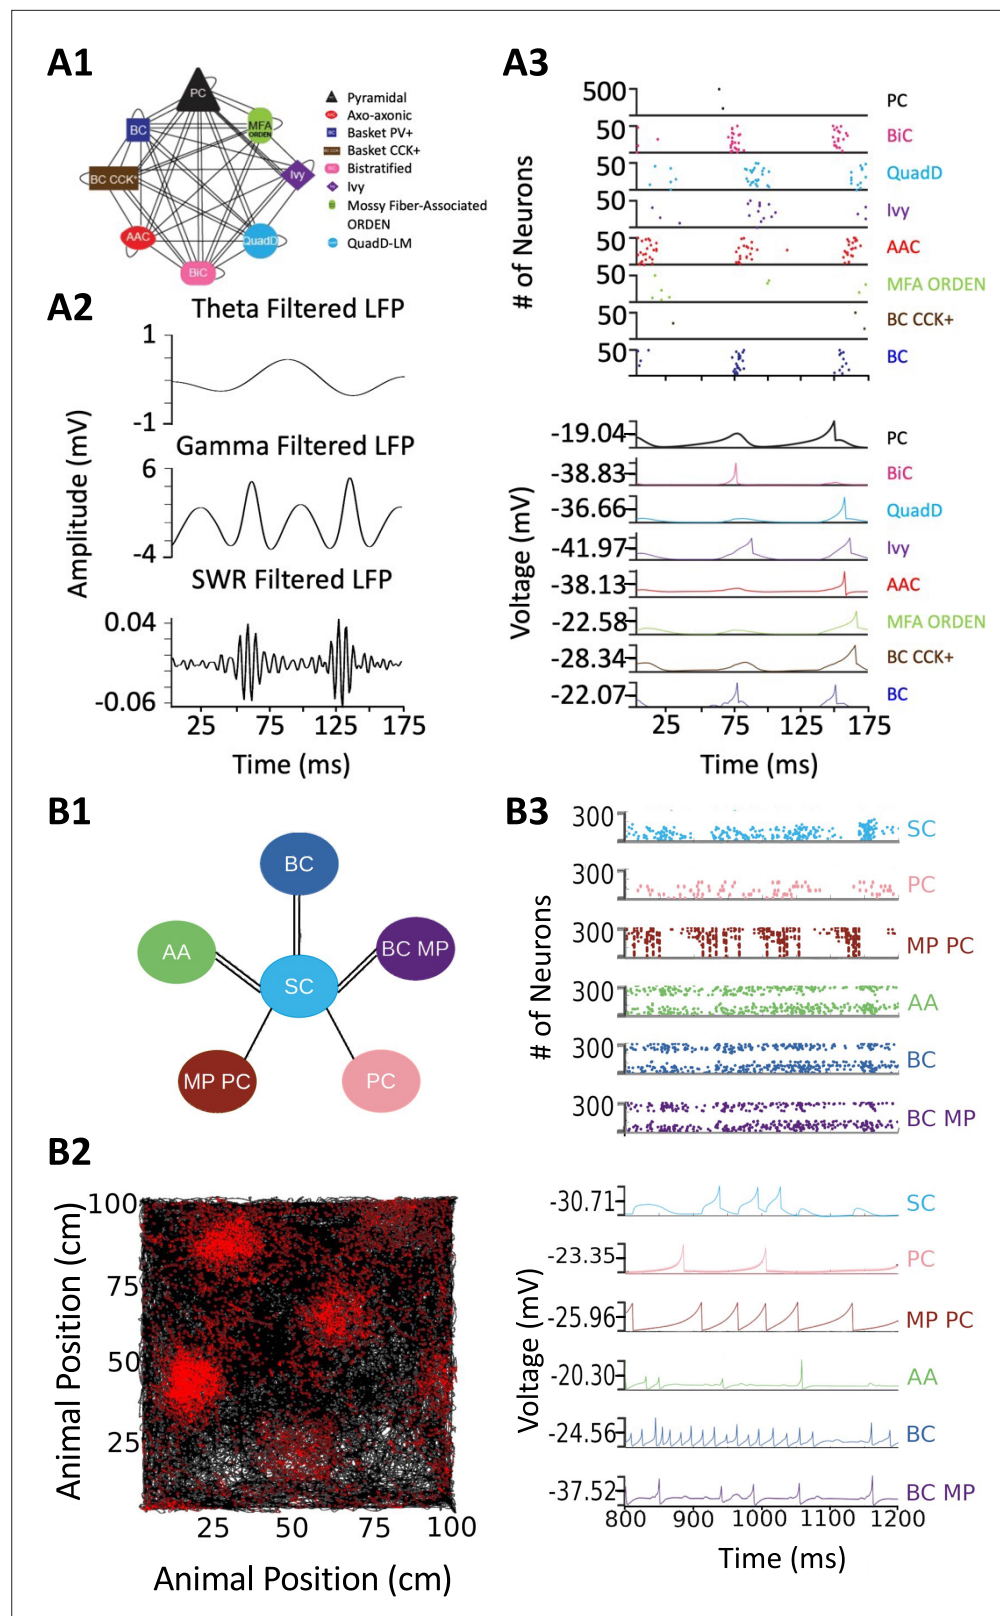 A1
PC
BC
MFA
ORDEN
BC CCK+
Ivy
AAC
QuadD
BiC
Pyramidal
Axo-axonic
Basket PV+
Basket CCK+
Bistratified
Ivy
Mossy Fiber-Associated
ORDEN
QuadD-LM
A2
Theta Filtered LFP
1
-1
Gamma Filtered LFP
6
-4
SWR Filtered LFP
0.04
-0.06
Amplitude (mV)
25 75 125 175
Time (ms)
A3
# of Neurons
500 PC
50 BiC
50 QuadD
50 Ivy
50 AAC
50 MFA ORDEN
50 BC CCK+
50 BC
Voltage (mV)
-19.04 PC
-38.83 BiC
-36.66 QuadD
-41.97 Ivy
-38.13 AAC
-22.58 MFA ORDEN
-28.34 BC CCK+
-22.07 BC
25 75 125 175
Time (ms)
B1
BC
AA
BC MP
SC
MP PC
PC
B2
Animal Position (cm)
100
75
50
25
25 50 75 100
Animal Position (cm)
B3
# of Neurons
300 SC
300 PC
300 MP PC
300 AA
300 BC
300 BC MP
Voltage (mV)
-30.71 SC
-23.35 PC
-25.96 MP PC
-20.30 AA
-24.56 BC
-37.52 BC MP
800 900 1000 1100 1200
Time (ms)